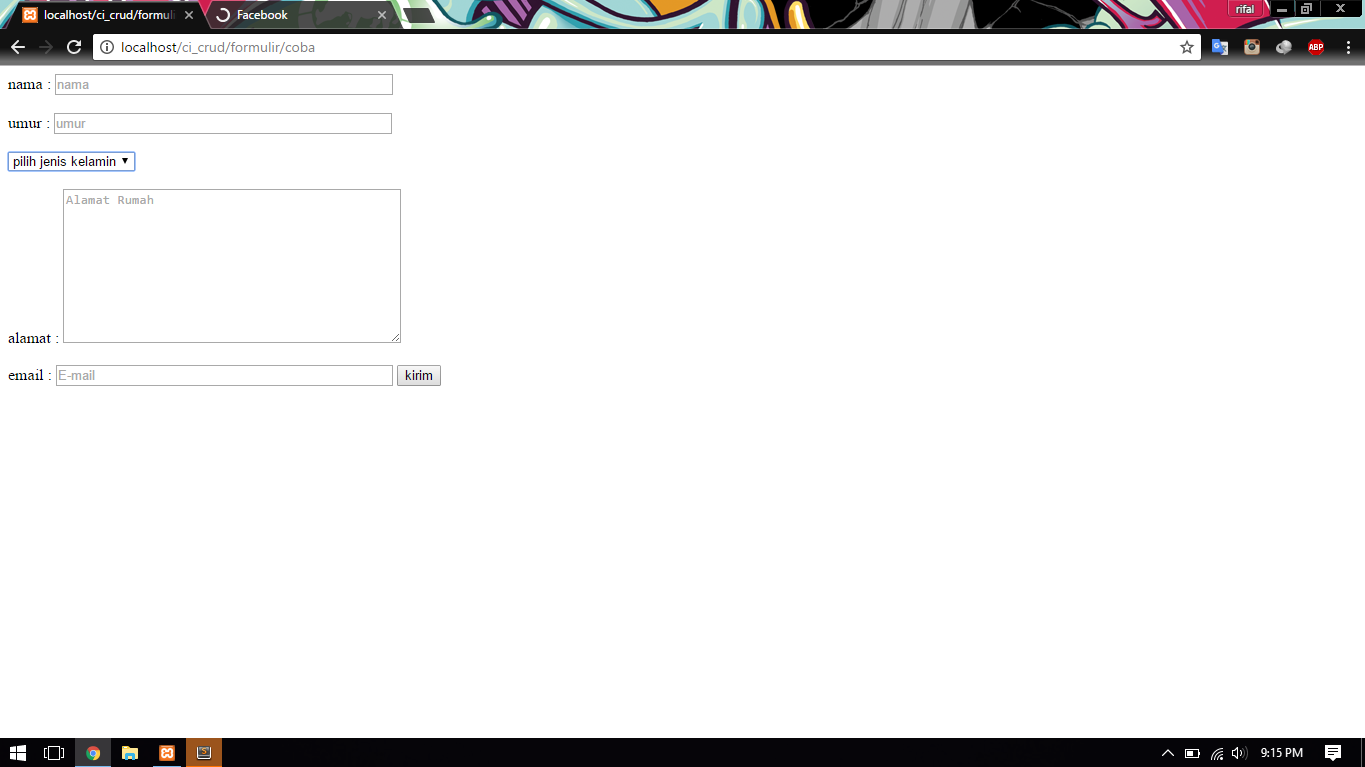 localhost/ci_crud/formuli
Facebook
rifal
localhost/ci_crud/formulir/coba
ABP
nama : nama
umur : umur
pilih jenis kelamin
Alamat Rumah
alamat :
email : E-mail kirim
9:15 PM